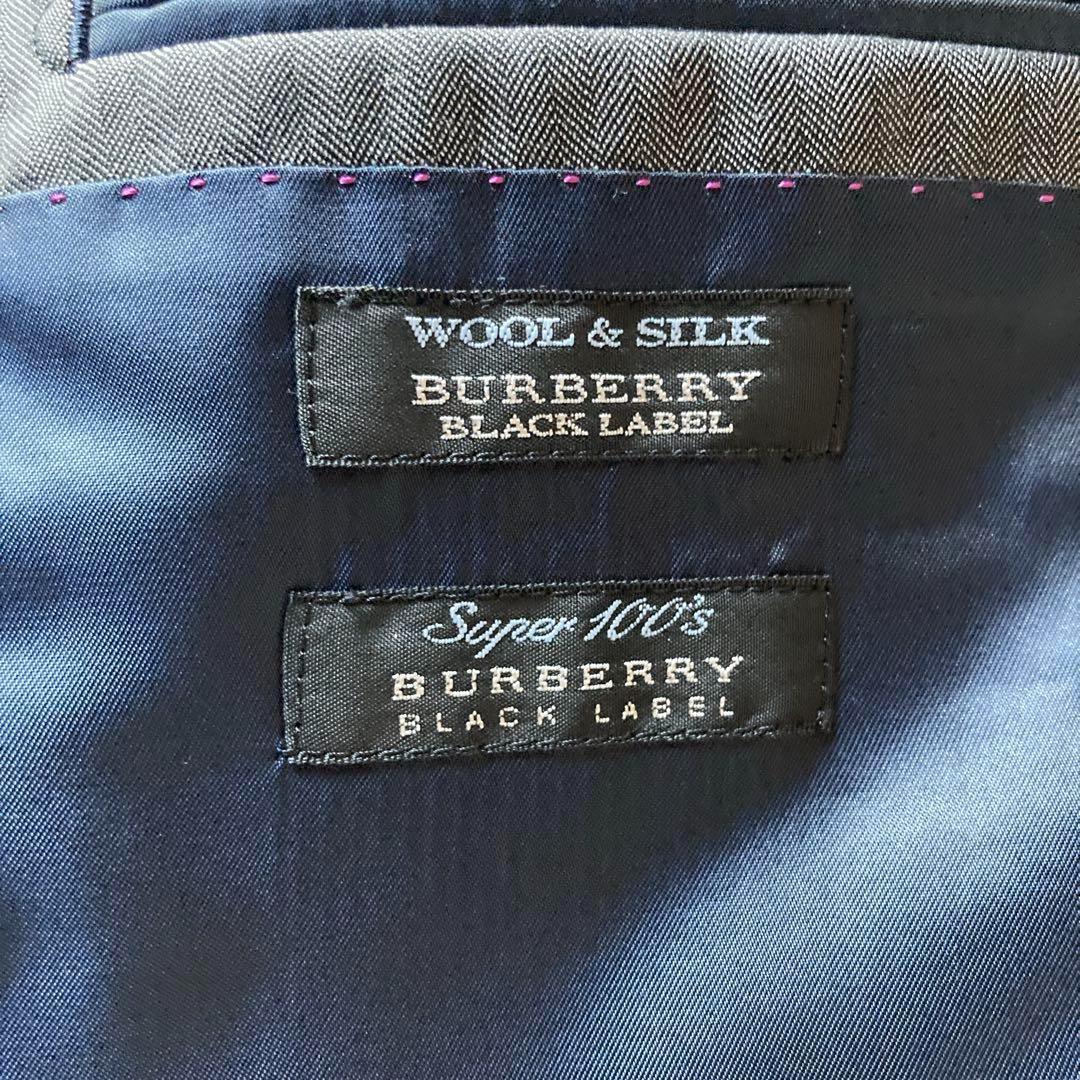 WOOL & SILK
BURBERRY
BLACK LABEL
Super 100's
BURBERRY
BLACK LABEL